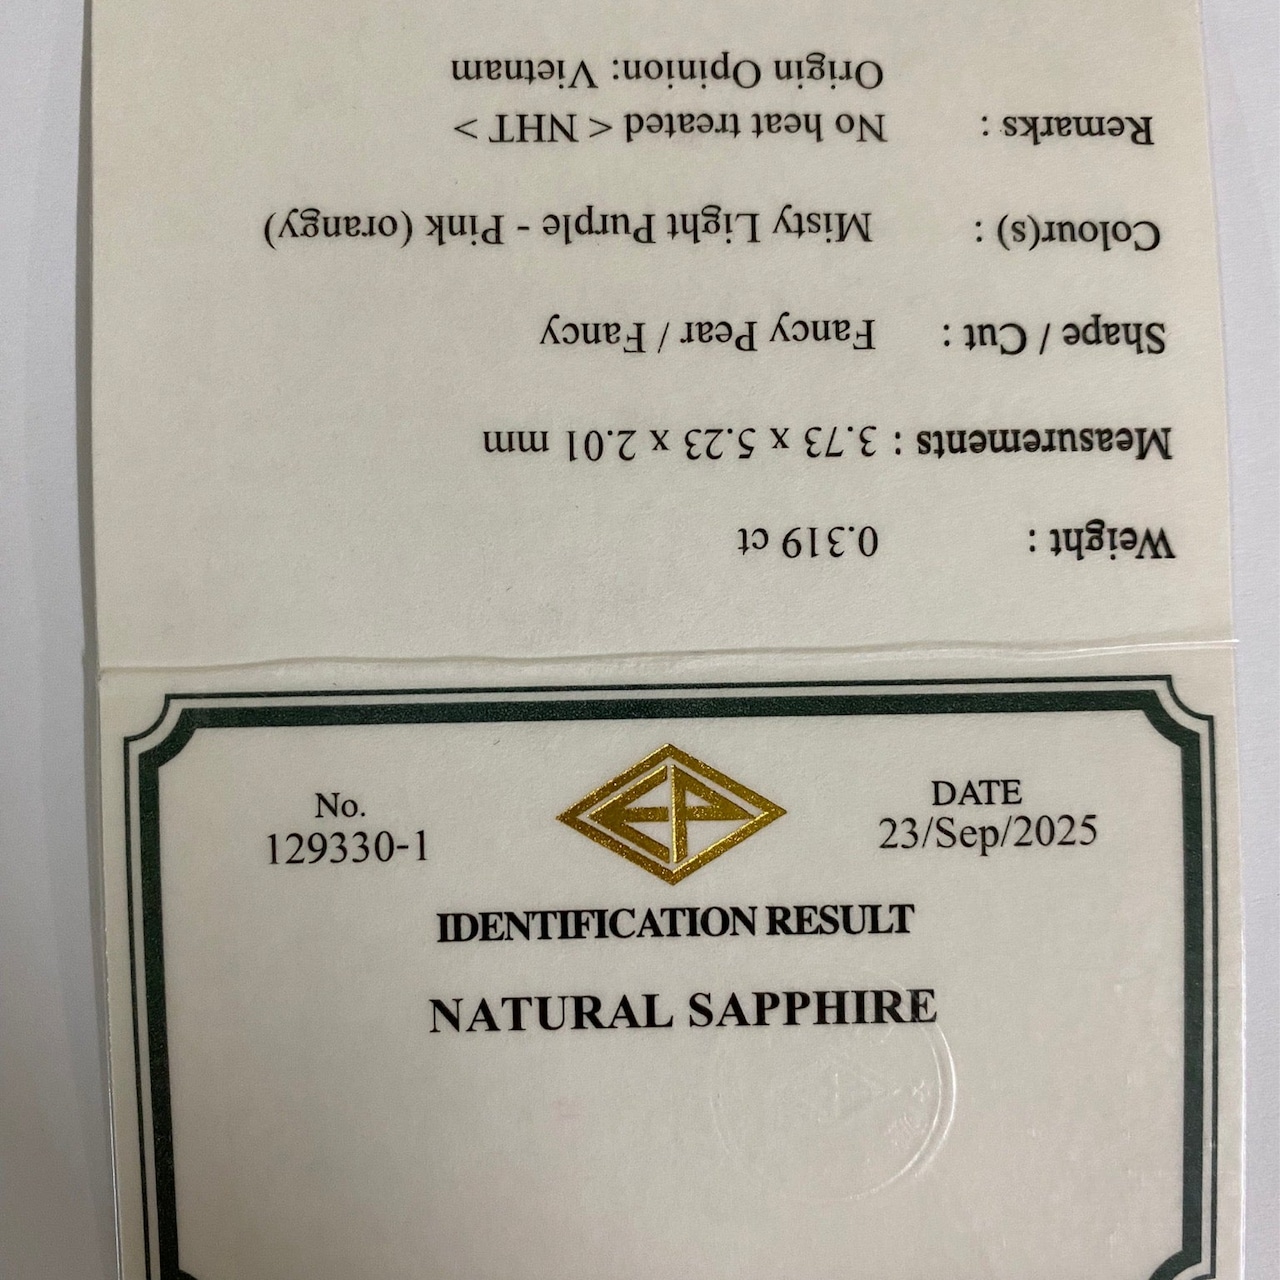 Weight : 0.319 ct
Measurements : 3.73 x 5.23 x 2.01 mm
Shape / Cut : Fancy Pear / Fancy
Colour(s) : Misty Light Purple - Pink (orangy)
Remarks : No heat treated < NHT >
Origin Opinion: Vietnam
No.
129330-1
DATE
23/Sep/2025
IDENTIFICATION RESULT
NATURAL SAPPHIRE